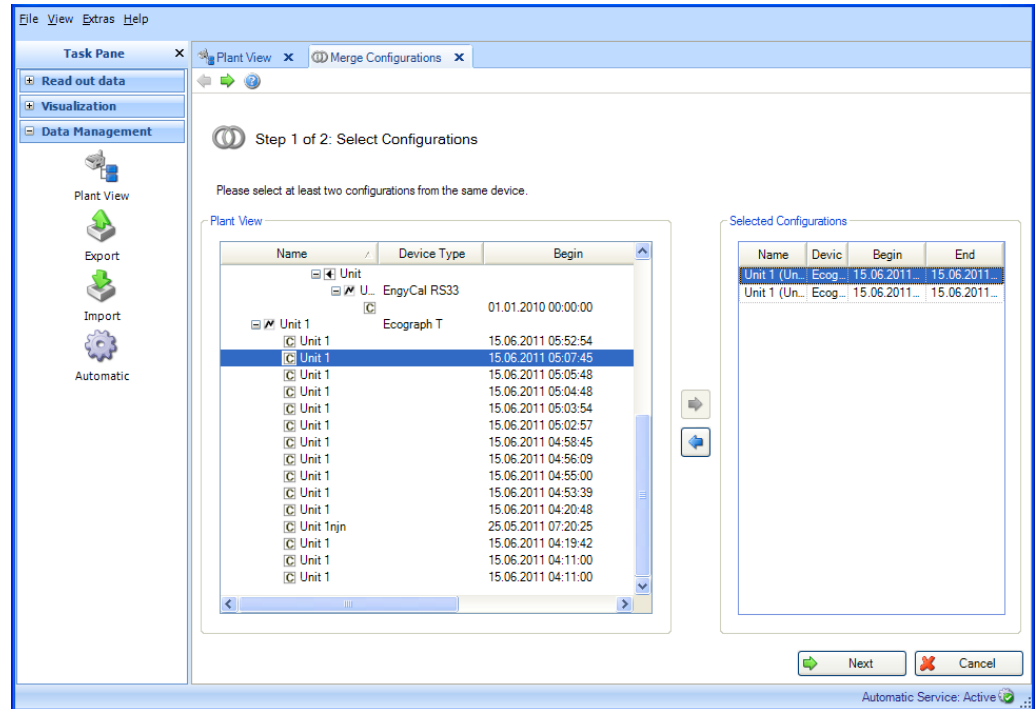 File View Extras Help
Task Pane X
Plant View X Merge Configurations X
Read out data
Visualization
Data Management
Plant View
Export
Import
Automatic
Step 1 of 2: Select Configurations
Please select at least two configurations from the same device.
Plant View
Name Device Type Begin
Unit
U... EngyCal RS33
C 01.01.2010 00:00:00
Unit 1 Ecograph T
C Unit 1 15.06.2011 05:52:54
C Unit 1 15.06.2011 05:07:45
C Unit 1 15.06.2011 05:05:48
C Unit 1 15.06.2011 05:04:48
C Unit 1 15.06.2011 05:03:54
C Unit 1 15.06.2011 05:02:57
C Unit 1 15.06.2011 04:58:45
C Unit 1 15.06.2011 04:56:09
C Unit 1 15.06.2011 04:55:00
C Unit 1 15.06.2011 04:53:39
C Unit 1 15.06.2011 04:20:48
C Unit 1njn 25.05.2011 07:20:25
C Unit 1 15.06.2011 04:19:42
C Unit 1 15.06.2011 04:11:00
C Unit 1 15.06.2011 04:11:00
Selected Configurations
Name Devic Begin End
Unit 1 (Un... Ecog... 15.06.2011... 15.06.2011...
Unit 1 (Un... Ecog... 15.06.2011... 15.06.2011...
Next Cancel
Automatic Service: Active